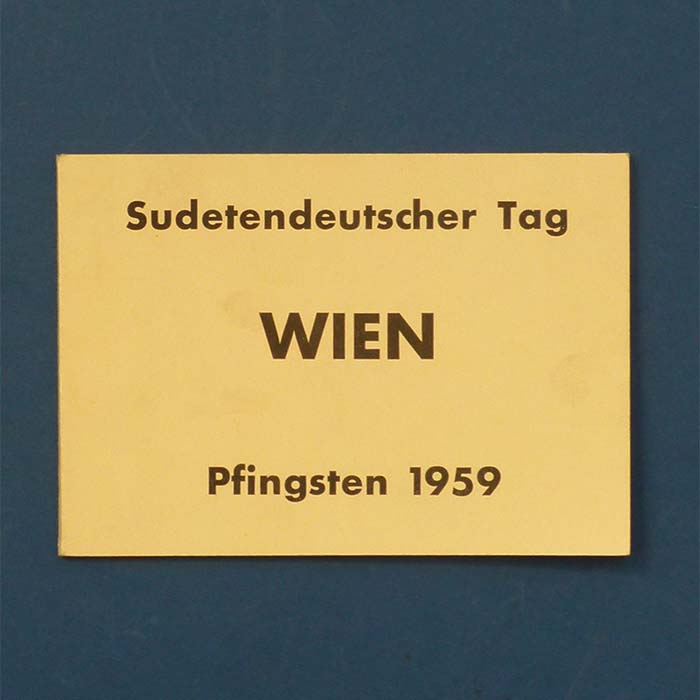 Sudetendeutscher Tag
WIEN
Pfingsten 1959